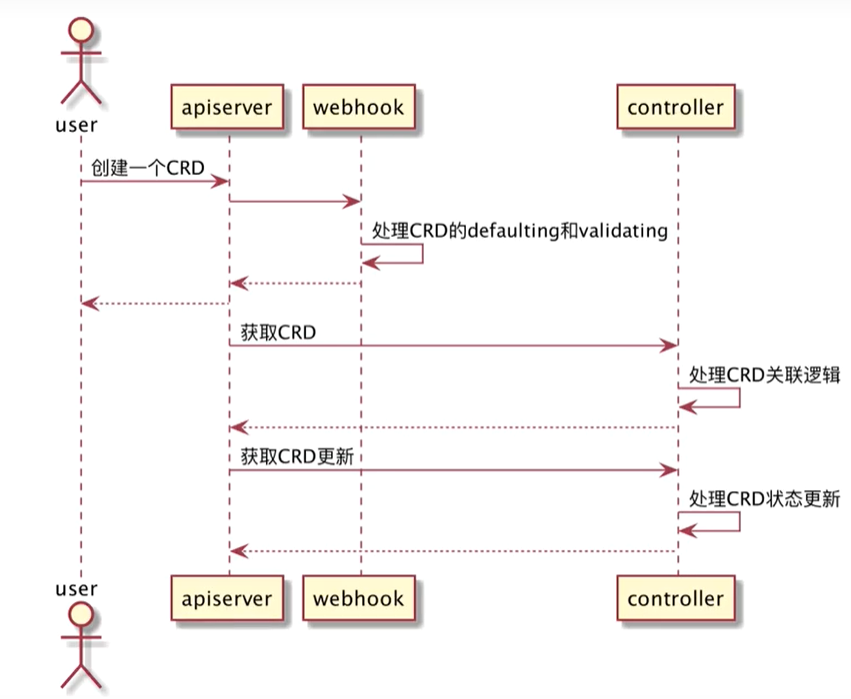 user
apiserver
webhook
controller
创建一个CRD
处理CRD的defaulting和validating
获取CRD
处理CRD关联逻辑
获取CRD更新
处理CRD状态更新
user
apiserver
webhook
controller